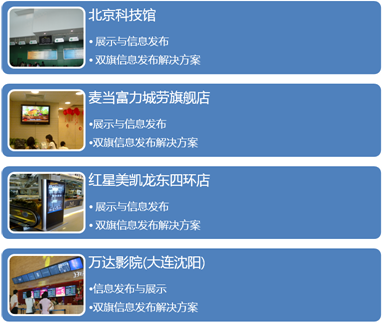 北京科技馆
•展示与信息发布
•双旗信息发布解决方案
麦当富力城劳旗舰店
•展示与信息发布
•双旗信息发布解决方案
红星美凯龙东四环店
•展示与信息发布
•双旗信息发布解决方案
万达影院(大连沈阳)
•信息发布与展示
•双旗信息发布解决方案